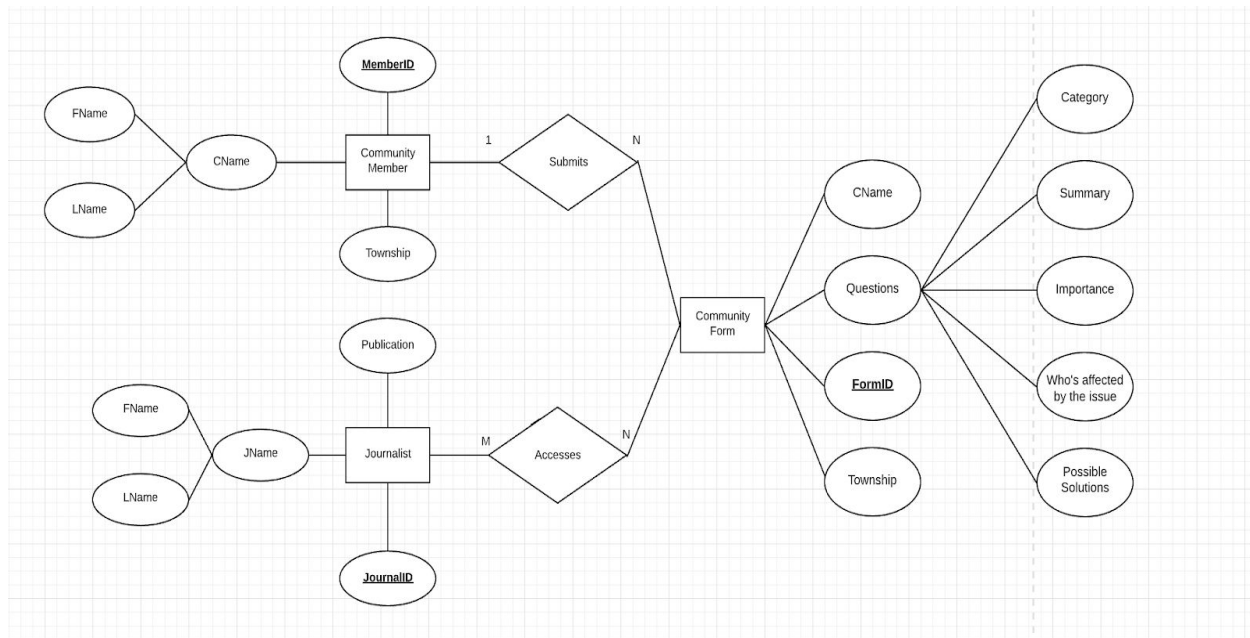 MemberID
FName
CName
LName
Community
Member
Township
1
Submits
N
Publication
FName
JName
LName
Journalist
JournalID
M
Accesses
N
Community
Form
CName
Questions
FormID
Township
Category
Summary
Importance
Who's affected
by the issue
Possible
Solutions